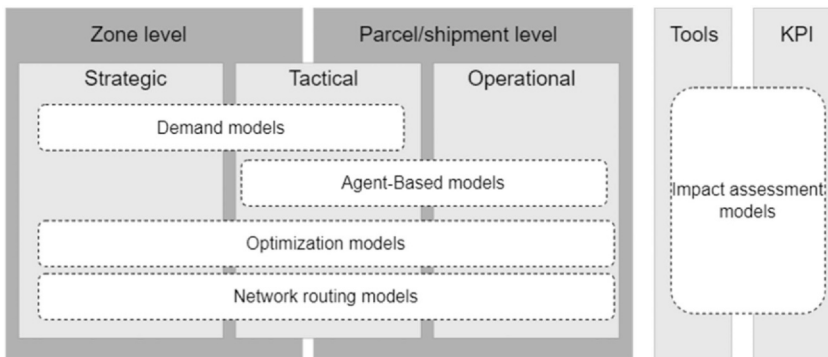 Zone level
Parcel/shipment level
Tools
KPI
Strategic
Tactical
Operational
Demand models
Agent-Based models
Impact assessment
models
Optimization models
Network routing models